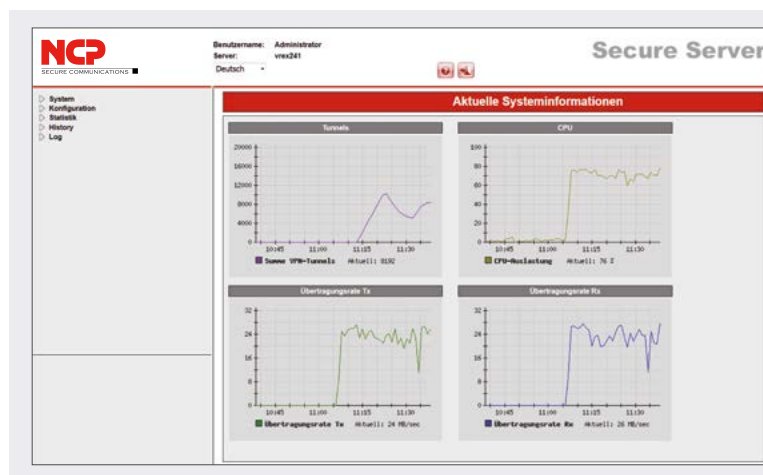 NCP
SECURE COMMUNICATIONS
Benutzername: Administrator
Server: vrex241
Deutsch
Secure Server
System
Konfiguration
Statistik
History
Log
Aktuelle Systeminformationen
Tunnels
20000
16000
12000
8000
4000
0
10:45 11:00 11:15 11:30
Summe VPN-Tunnels Aktuell: 8192
CPU
100
80
60
40
20
0
10:45 11:00 11:15 11:30
CPU-Auslastung Aktuell: 76 %
Übertragungsrate Tx
32
24
16
8
0
10:45 11:00 11:15 11:30
Übertragungsrate Tx Aktuell: 24 MB/sec
Übertragungsrate Rx
32
24
16
8
0
10:45 11:00 11:15 11:30
Übertragungsrate Rx Aktuell: 26 MB/sec